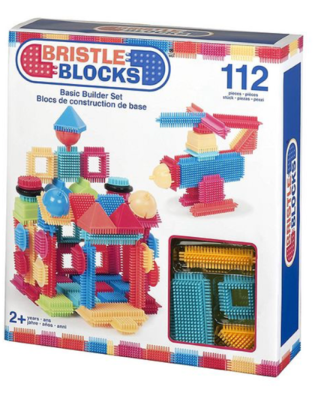 BRISTLE
BLOCKS
Basic Builder Set
Blocs de construction de base
112
pieces • pièces
2+ years • ans